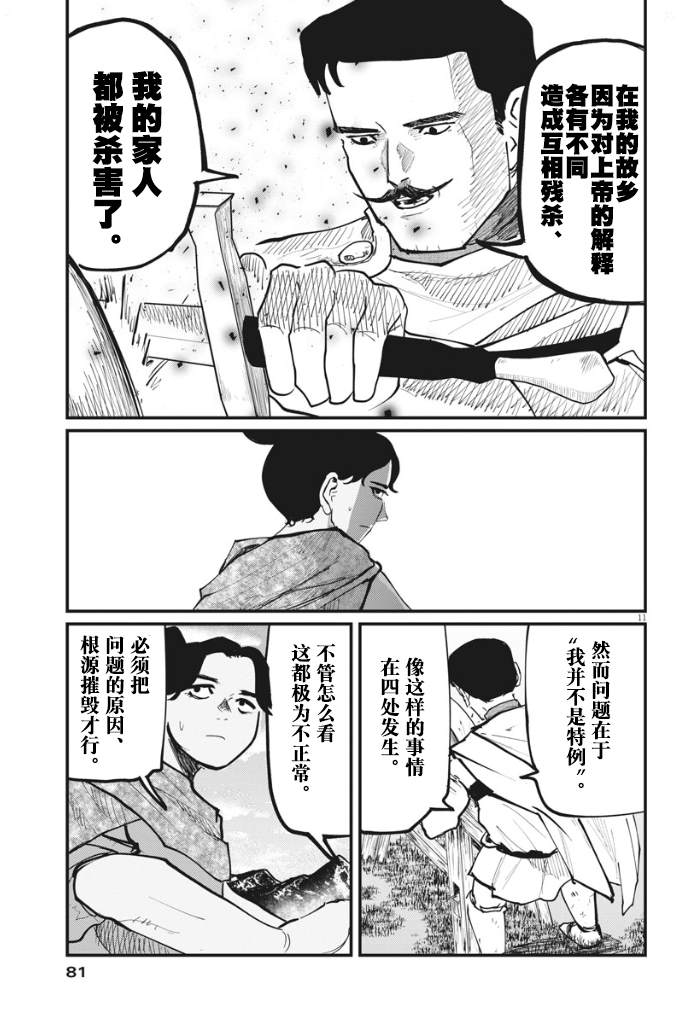 在我的故乡
因为对上帝的解释
各有不同
造成互相残杀、
我的家人
都被杀害了。
11
然而问题在于
“我并不是特例”。
像这样的事情
在四处发生。
不管怎么看
这都极为不正常。
必须把
问题的原因、
根源摧毁才行。
81